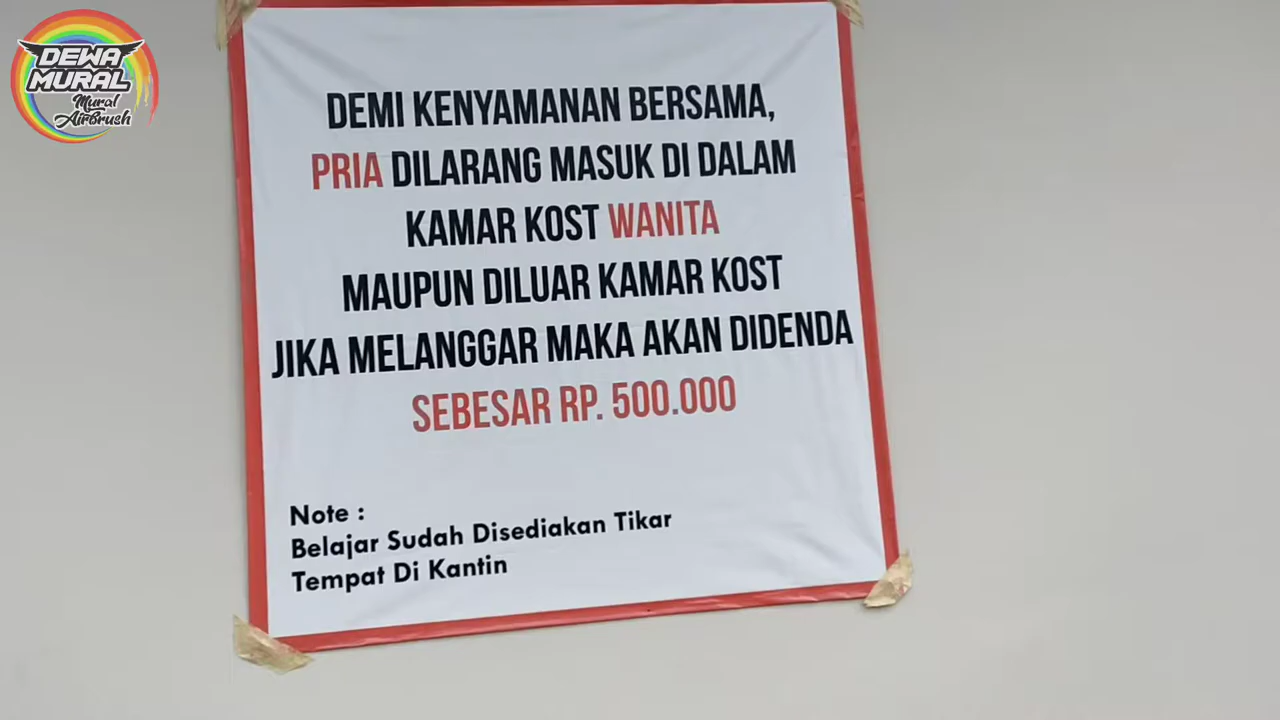 DEWA
MURAL
Mural
AirBrush
DEMI KENYAMANAN BERSAMA,
PRIA DILARANG MASUK DI DALAM
KAMAR KOST WANITA
MAUPUN DILUAR KAMAR KOST
JIKA MELANGGAR MAKA AKAN DIDENDA
SEBESAR RP. 500.000
Note :
Belajar Sudah Disediakan Tikar
Tempat Di Kantin